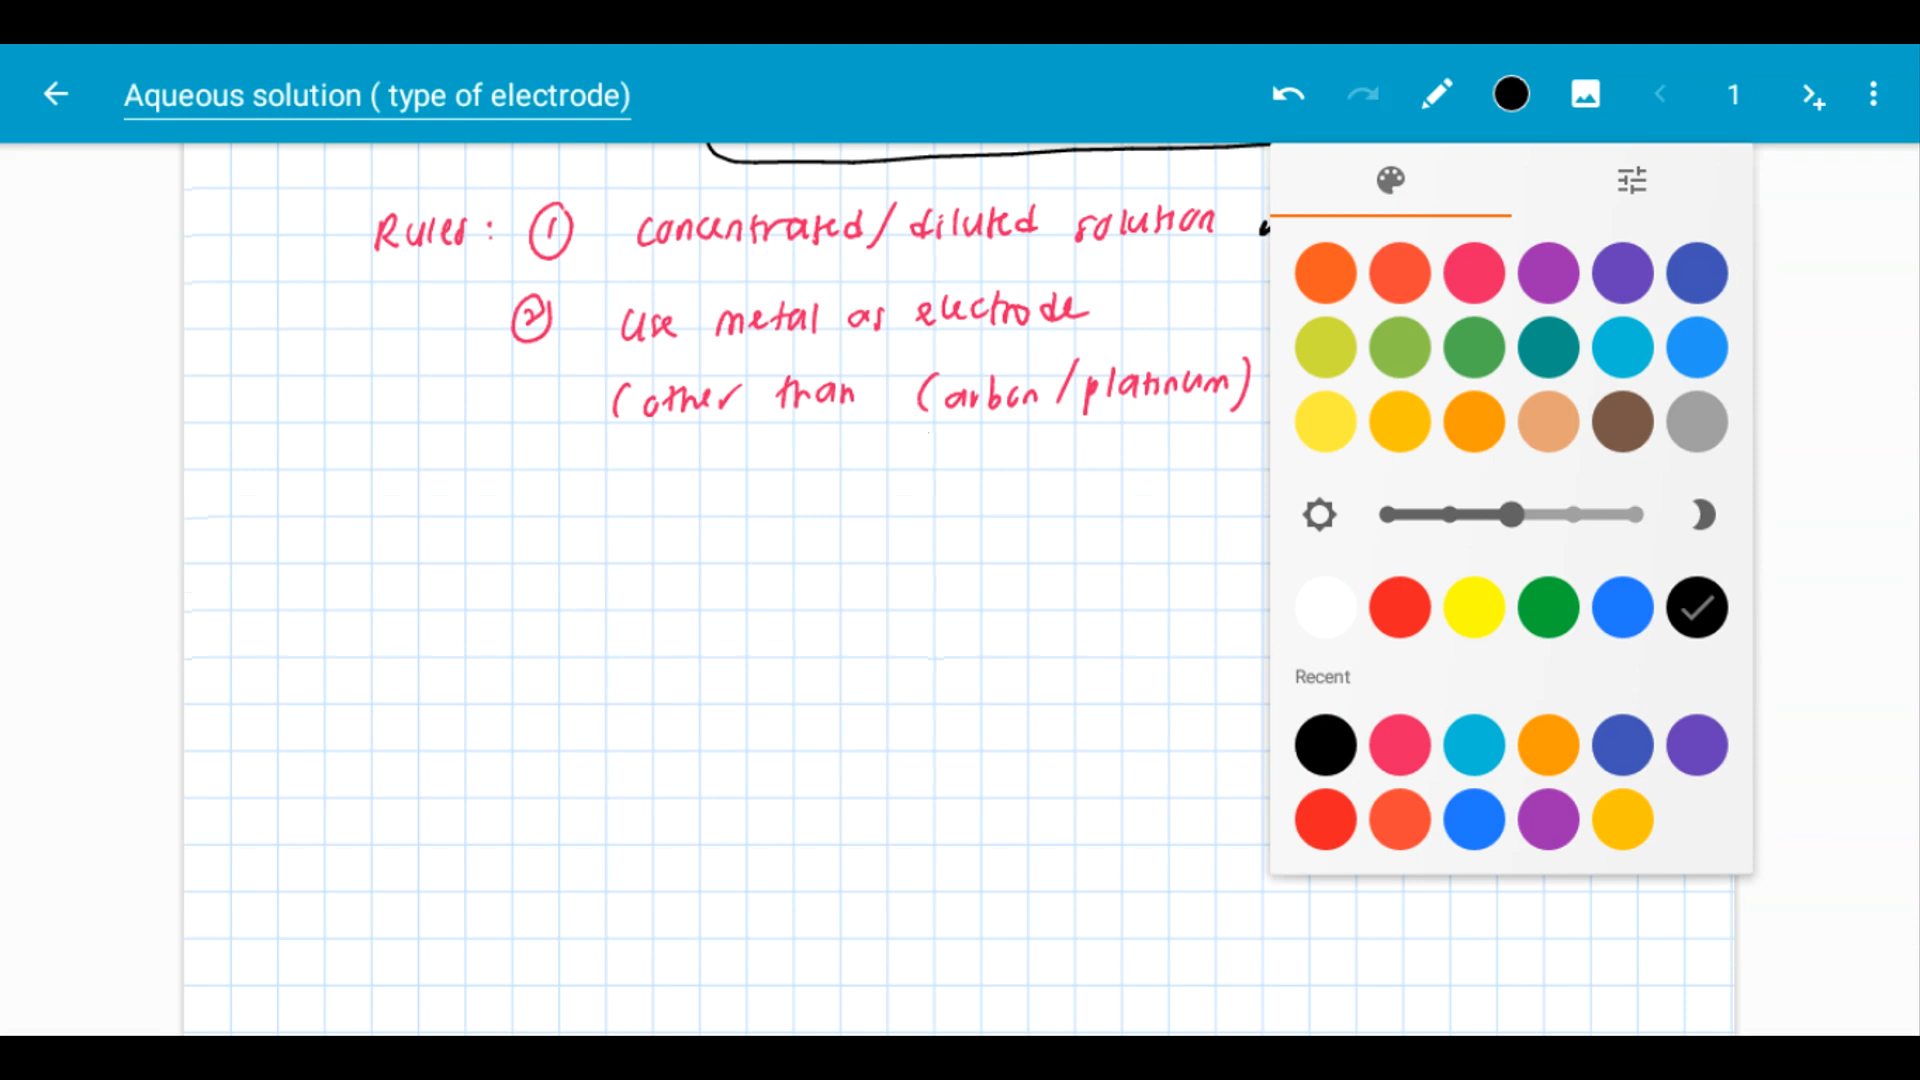 Aqueous solution ( type of electrode)
1
Rules : ① concentrated/diluted solution
② Use metal as electrode
(other than Carbon/platinum)
Recent